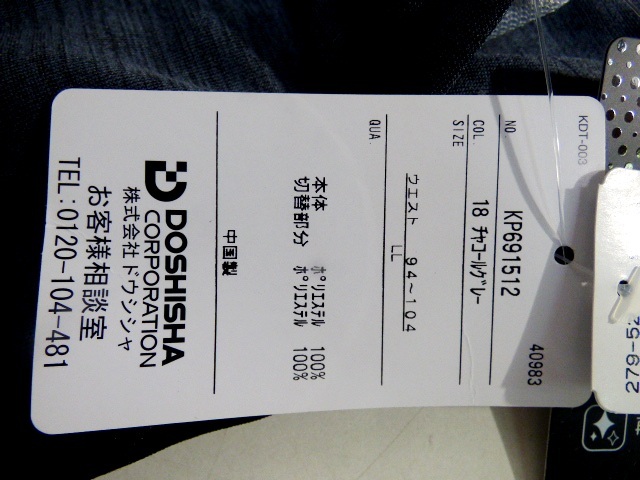 KDT-003
40983
NO. KP691512
COL. 18 ﾁｬｺｰﾙｸﾞﾚｰ
SIZE
ウエスト 94～104
LL
QUA.
本体 ﾎﾟﾘｴｽﾃﾙ 100%
切替部分 ﾎﾟﾘｴｽﾃﾙ 100%
中国製
DOSHISHA
CORPORATION
株式会社ドウシシャ
お客様相談室
TEL:0120-104-481